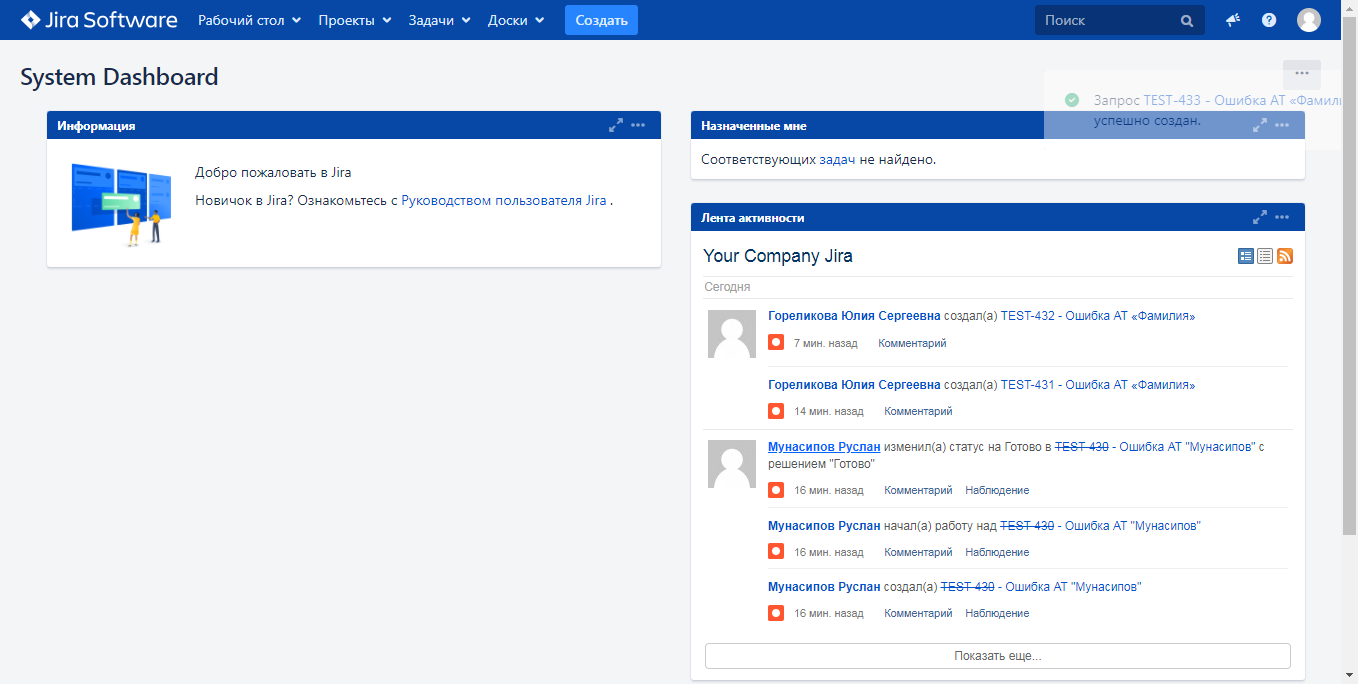 Jira Software Рабочий стол Проекты Задачи Доски Создать Поиск
System Dashboard
Запрос TEST-433 - Ошибка АТ «Фамили
успешно создан.
Информация
Добро пожаловать в Jira
Новичок в Jira? Ознакомьтесь с Руководством пользователя Jira .
Назначенные мне
Соответствующих задач не найдено.
Лента активности
Your Company Jira
Сегодня
Гореликова Юлия Сергеевна создал(а) TEST-432 - Ошибка АТ «Фамилия»
7 мин. назад Комментарий
Гореликова Юлия Сергеевна создал(а) TEST-431 - Ошибка АТ «Фамилия»
14 мин. назад Комментарий
Мунасипов Руслан изменил(а) статус на Готово в TEST-430 - Ошибка АТ "Мунасипов" с
решением "Готово"
16 мин. назад Комментарий Наблюдение
Мунасипов Руслан начал(а) работу над TEST-430 - Ошибка АТ "Мунасипов"
16 мин. назад Комментарий Наблюдение
Мунасипов Руслан создал(а) TEST-430 - Ошибка АТ "Мунасипов"
16 мин. назад Комментарий Наблюдение
Показать еще...